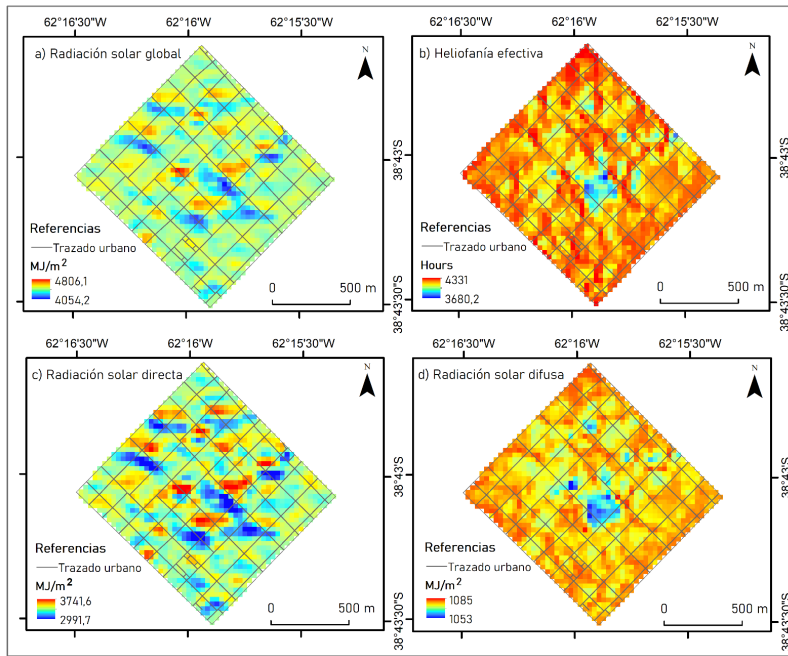 62°16'30"W 62°16'W 62°15'30"W
a) Radiación solar global
N
38°43'S
38°43'30"S
Referencias
Trazado urbano
MJ/m²
4806,1
4054,2
0 500 m
62°16'30"W 62°16'W 62°15'30"W
b) Heliofanía efectiva
N
38°43'S
38°43'30"S
Referencias
Trazado urbano
Hours
4331
3680,2
0 500 m
62°16'30"W 62°16'W 62°15'30"W
c) Radiación solar directa
N
38°43'S
38°43'30"S
Referencias
Trazado urbano
MJ/m²
3741,6
2991,7
0 500 m
62°16'30"W 62°16'W 62°15'30"W
d) Radiación solar difusa
N
38°43'S
38°43'30"S
Referencias
Trazado urbano
MJ/m²
1085
1053
0 500 m